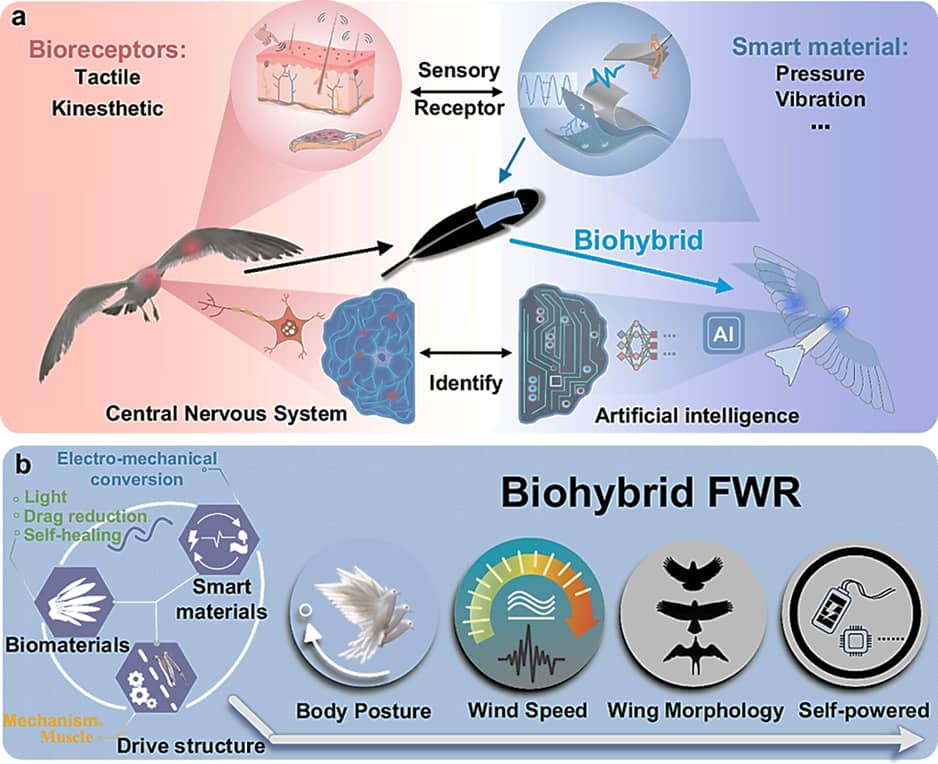 a
Bioreceptors:
Tactile
Kinesthetic
Sensory
Receptor
Smart material:
Pressure
Vibration
...
Biohybrid
AI
Identify
Central Nervous System
Artificial intelligence
b
Electro-mechanical
conversion
Light
Drag reduction
Self-healing
Smart
materials
Biomaterials
Mechanism
Muscle
Drive structure
Biohybrid FWR
Body Posture
Wind Speed
Wing Morphology
Self-powered